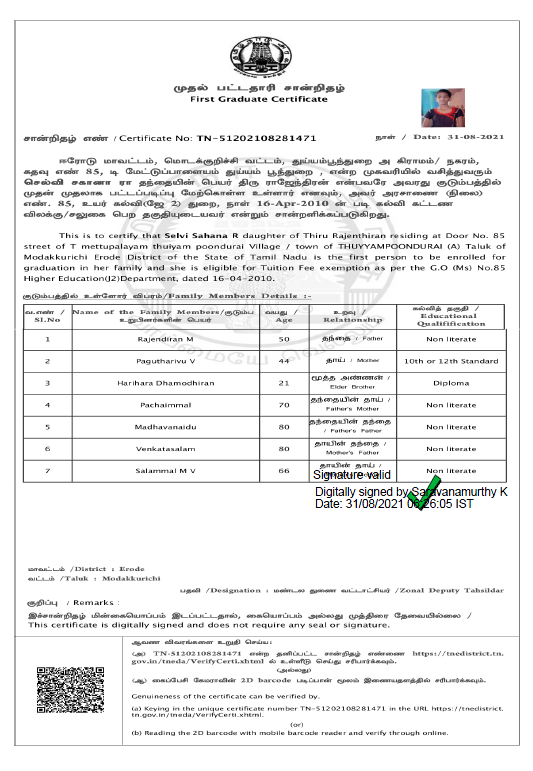 முதல் பட்டதாரி சான்றிதழ்
First Graduate Certificate
சான்றிதழ் எண் / Certificate No: TN-51202108281471
நாள் / Date: 31-08-2021
ஈரோடு மாவட்டம், மொடக்குறிச்சி வட்டம், துய்யம்பூந்துறை அ கிராமம்/ நகரம்,
கதவு எண் 85, டி மேட்டுப்பாளையம் துய்யம் பூந்துறை , என்ற முகவரியில் வசித்துவரும்
செல்வி சகானா ரா தந்தையின் பெயர் திரு ராஜேந்திரன் என்பவரே அவரது குடும்பத்தில்
முதன் முதலாக பட்டப்படிப்பு மேற்கொள்ள உள்ளார் எனவும், அவர் அரசாணை (நிலை)
எண். 85, உயர் கல்வி(ஜே 2) துறை, நாள் 16-Apr-2010 ன் படி கல்வி கட்டண
விலக்கு/சலுகை பெற தகுதியுடையவர் என்றும் சான்றளிக்கப்படுகிறது.
This is to certify that Selvi Sahana R daughter of Thiru Rajenthiran residing at Door No. 85
street of T mettupalayam thuiyam poondurai Village / town of THUYYAMPOONDURAI (A) Taluk of
Modakkurichi Erode District of the State of Tamil Nadu is the first person to be enrolled for
graduation in her family and she is eligible for Tuition Fee exemption as per the G.O (Ms) No.85
Higher Education(J2)Department, dated 16-04-2010.
குடும்பத்தில் உள்ளோர் விபரம்/Family Members Details :-
வ.எண் / Sl.No Name of the Family Members/குடும்ப உறுபினர்களின் பெயர் வயது / Age உறவு / Relationship கல்வித் தகுதி / Educational Qualifification
1 Rajendiran M 50 தந்தை / Father Non literate
2 Pagutharivu V 44 தாய் / Mother 10th or 12th Standard
3 Harihara Dhamodhiran 21 மூத்த அண்ணன் / Elder Brother Diploma
4 Pachaimmal 70 தந்தையின் தாய் / Father's Mother Non literate
5 Madhavanaidu 80 தந்தையின் தந்தை / Father's Father Non literate
6 Venkatasalam 80 தாயின் தந்தை / Mother's Father Non literate
7 Salammal M V 66 தாயின் தாய் / Non literate
Signature valid
Digitally signed by Saravanamurthy K
Date: 31/08/2021 06:26:05 IST
மாவட்டம் /District : Erode
வட்டம் /Taluk : Modakkurichi
பதவி /Designation : மண்டல துணை வட்டாட்சியர் /Zonal Deputy Tahsildar
குறிப்பு / Remarks :
இச்சான்றிதழ் மின்கையொப்பம் இடப்பட்டதால், கையொப்பம் அல்லது முத்திரை தேவையில்லை /
This certificate is digitally signed and does not require any seal or signature.
ஆவண விவரங்களை உறுதி செய்ய:
(அ) TN-51202108281471 என்ற தனிப்பட்ட சான்றிதழ் எண்ணை https://tnedistrict.tn.
gov.in/tneda/VerifyCerti.xhtml ல் உள்ளீடு செய்து சரிபார்க்கவும்.
(அல்லது)
(ஆ) கைப்பேசி கேமராவின் 2D barcode படிப்பான் மூலம் இணையதளத்தில் சரிபார்க்கவும்.
Genuineness of the certificate can be verified by.
(a) Keying in the unique certificate number TN-51202108281471 in the URL https://tnedistrict.
tn.gov.in/tneda/VerifyCerti.xhtml.
(or)
(b) Reading the 2D barcode with mobile barcode reader and verify through online.